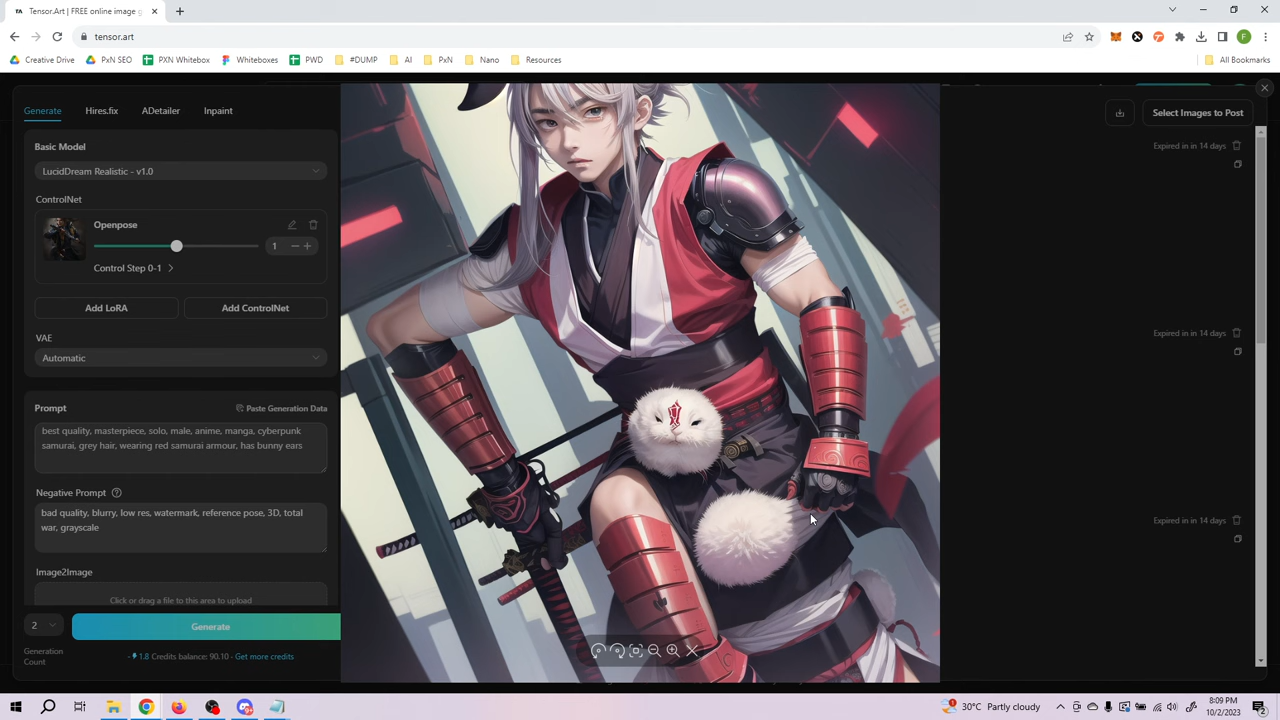 TA Tensor.Art | FREE online image g
tensor.art
F
Creative Drive PxN SEO PXN Whitebox Whiteboxes PWD #DUMP AI PxN Nano Resources All Bookmarks
Generate Hires.fix ADetailer Inpaint
Select Images to Post
Basic Model
Expired in in 14 days
LucidDream Realistic - v1.0
ControlNet
Openpose
1
Control Step 0-1
Add LoRA Add ControlNet
VAE
Expired in in 14 days
Automatic
Prompt Paste Generation Data
best quality, masterpiece, solo, male, anime, manga, cyberpunk
samurai, grey hair, wearing red samurai armour, has bunny ears
Negative Prompt
bad quality, blurry, low res, watermark, reference pose, 3D, total
war, grayscale
Expired in in 14 days
Image2Image
Click or drag a file to this area to upload
2 Generate
Generation
Count
- 1.8 Credits balance: 90.10 - Get more credits
30°C Partly cloudy
8:09 PM
10/2/2023
2